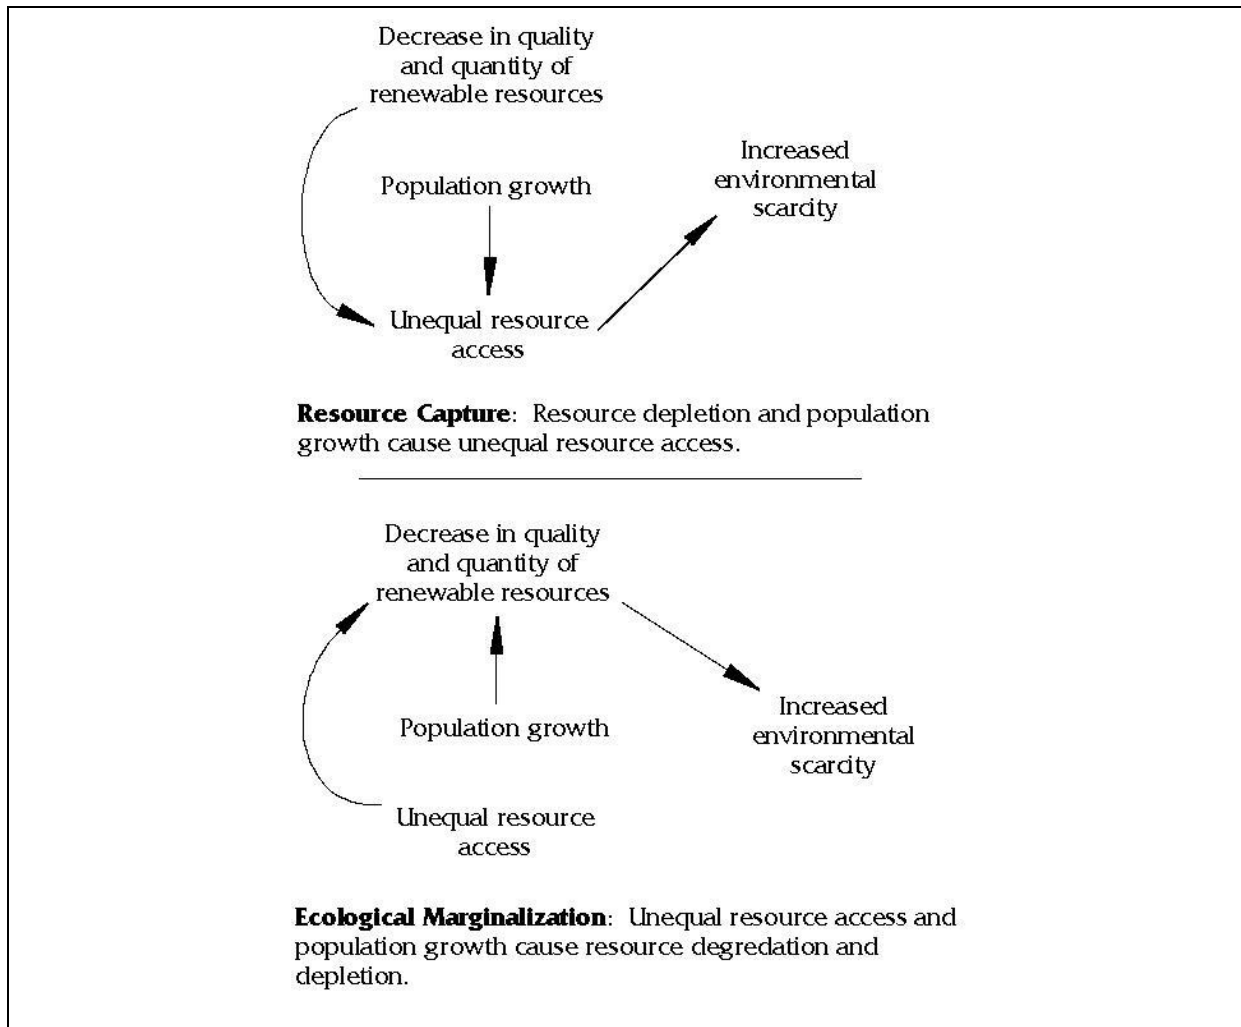 Decrease in quality
and quantity of
renewable resources
Increased
environmental
scarcity
Population growth
Unequal resource
access
Resource Capture: Resource depletion and population
growth cause unequal resource access.
Decrease in quality
and quantity of
renewable resources
Increased
environmental
scarcity
Population growth
Unequal resource
access
Ecological Marginalization: Unequal resource access and
population growth cause resource degredation and
depletion.